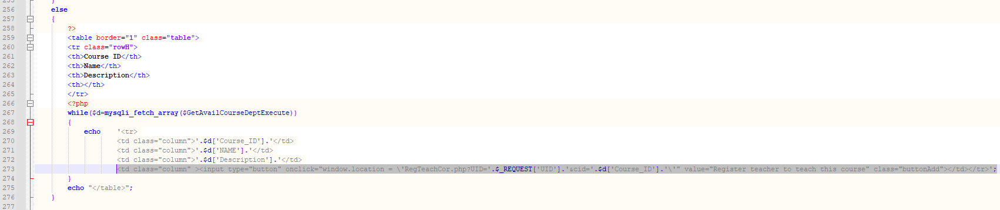 255 }
256 else
257 {
258 ?>
259 <table border="1" class="table">
260 <tr class="rowH">
261 <th>Course ID</th>
262 <th>Name</th>
263 <th>Description</th>
264 <th></th>
265 </tr>
266 <?php
267 while($d=mysqli_fetch_array($GetAvailCourseDeptExecute))
268 {
269 echo '<tr>
270 <td class="column">'.$d['Course_ID'].'</td>
271 <td class="column">'.$d['NAME'].'</td>
272 <td class="column">'.$d['Description'].'</td>
273 <td class="column" ><input type="button" onclick="window.location = \'RegTeachCor.php?UID='.$_REQUEST['UID'].'&cid='.$d['Course_ID'].'\'" value="Register teacher to teach this course" class="buttonAdd"></td></tr>';
274 }
275 echo "</table>";
276 }
277